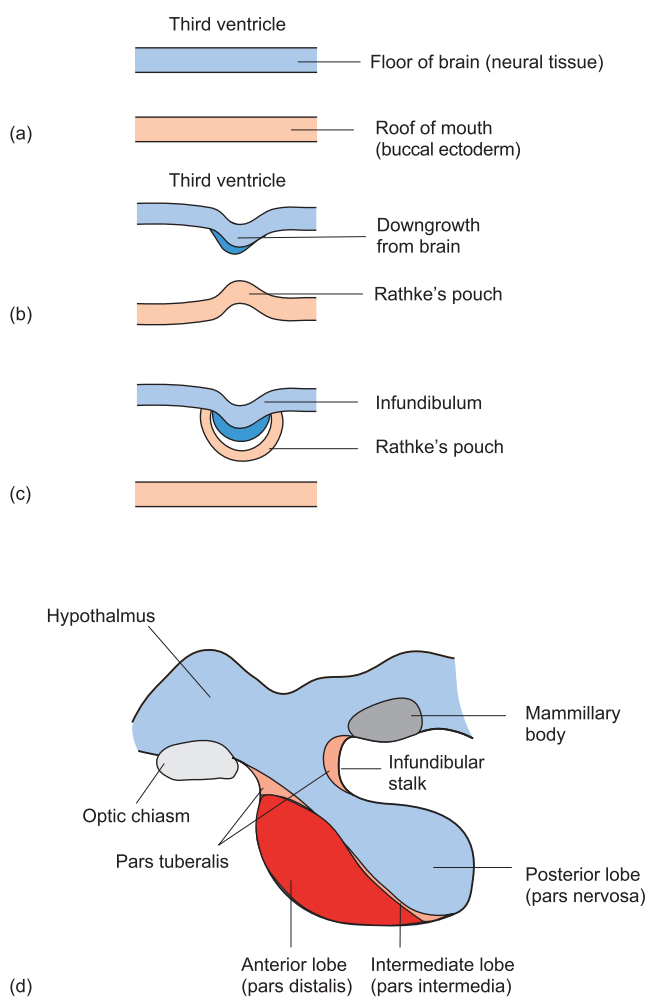 Third ventricle
Floor of brain (neural tissue)
(a)
Roof of mouth
(buccal ectoderm)
Third ventricle
Downgrowth
from brain
Rathke’s pouch
(b)
Infundibulum
Rathke’s pouch
(c)
Hypothalmus
Mammillary
body
Infundibular
stalk
Optic chiasm
Pars tuberalis
Posterior lobe
(pars nervosa)
Anterior lobe
(pars distalis)
Intermediate lobe
(pars intermedia)
(d)